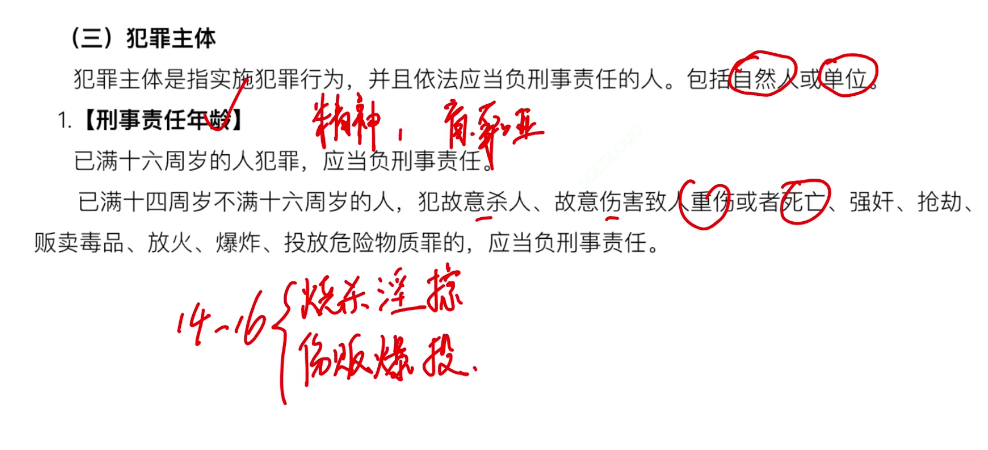 （三）犯罪主体
犯罪主体是指实施犯罪行为，并且依法应当负刑事责任的人。包括自然人或单位。
1.【刑事责任年龄】
精神，盲.聋哑
已满十六周岁的人犯罪，应当负刑事责任。
已满十四周岁不满十六周岁的人，犯故意杀人、故意伤害致人重伤或者死亡、强奸、抢劫、
贩卖毒品、放火、爆炸、投放危险物质罪的，应当负刑事责任。
14-16
烧杀淫掠
伤贩爆投.